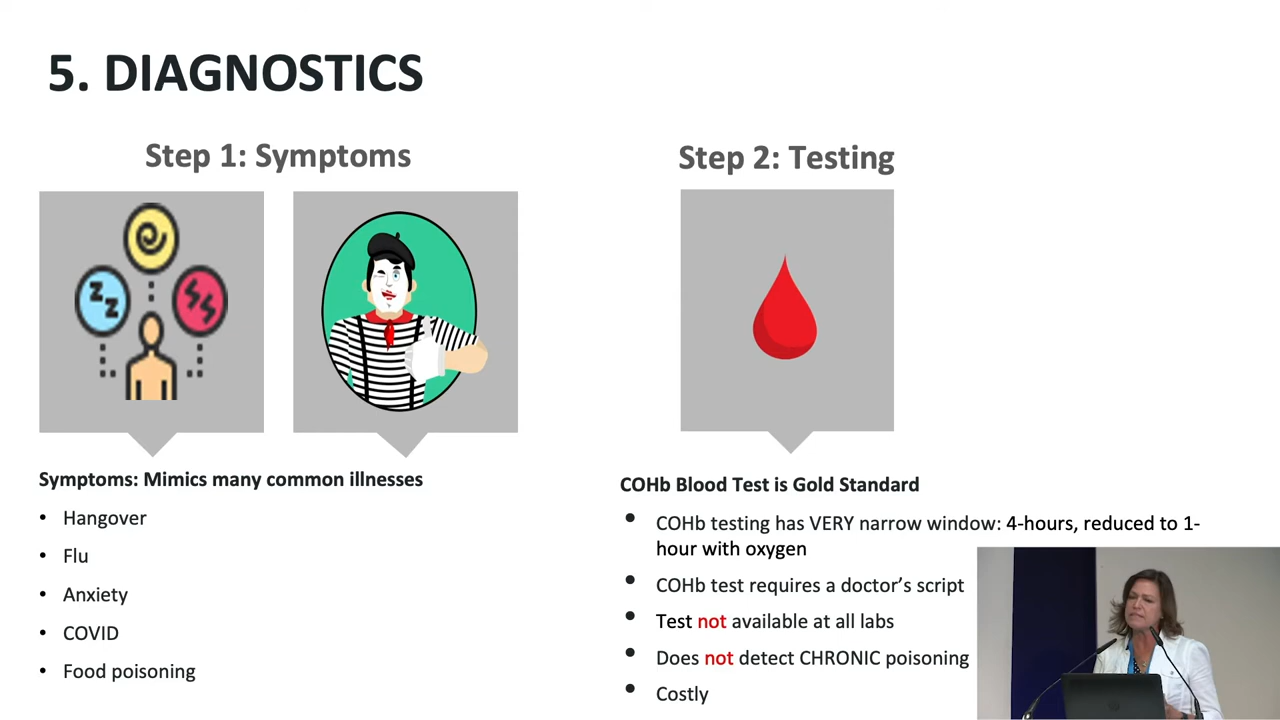 5. DIAGNOSTICS
Step 1: Symptoms
Z
Z
Symptoms: Mimics many common illnesses
• Hangover
• Flu
• Anxiety
• COVID
• Food poisoning
Step 2: Testing
COHb Blood Test is Gold Standard
• COHb testing has VERY narrow window: 4-hours, reduced to 1-
hour with oxygen
• COHb test requires a doctor’s script
• Test not available at all labs
• Does not detect CHRONIC poisoning
• Costly